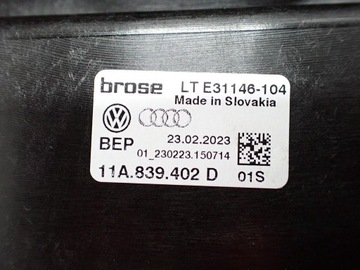 brose LT E31146-104
Made in Slovakia
BEP 23.02.2023
01_230223.150714
11A.839.402 D 01S